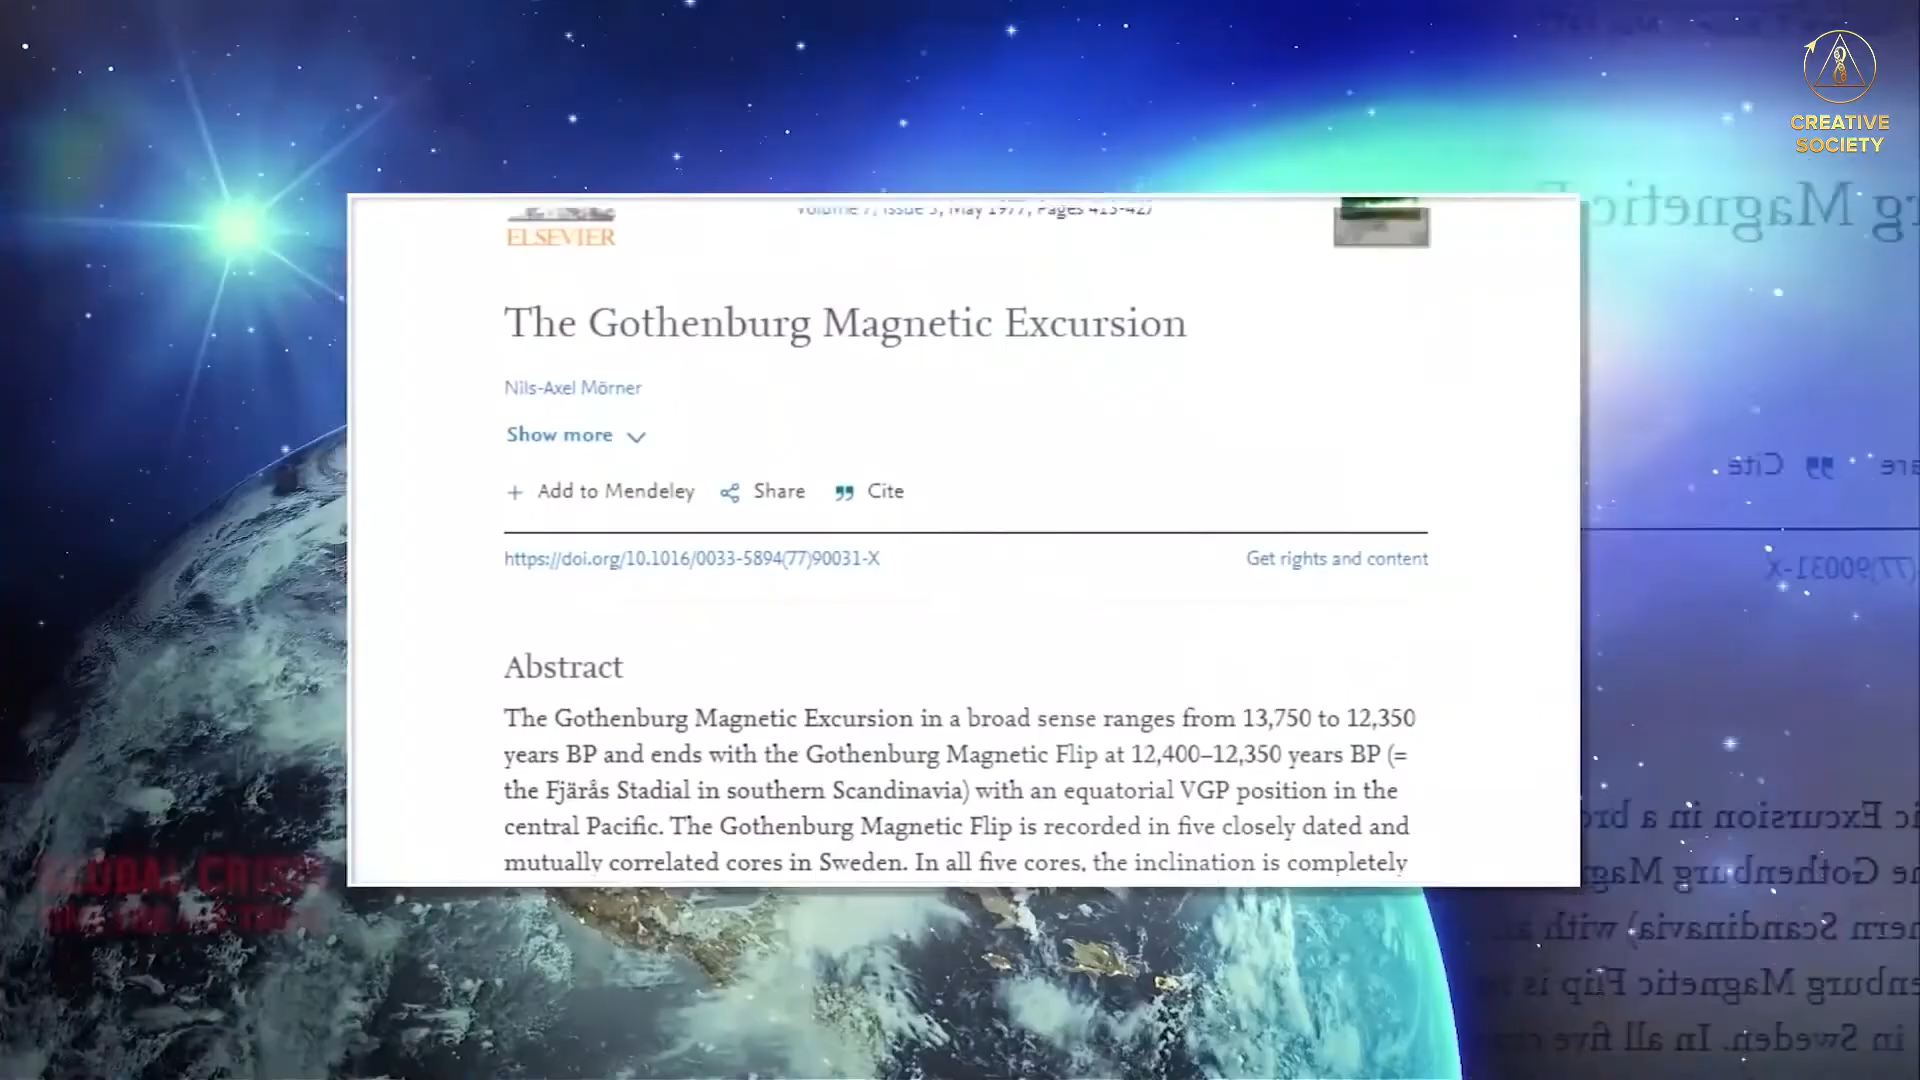 CREATIVE
SOCIETY
Volume 7, Issue 3, May 1977, Pages 413-427
ELSEVIER
The Gothenburg Magnetic Excursion
Nils-Axel Mörner
Show more
+ Add to Mendeley Share Cite
https://doi.org/10.1016/0033-5894(77)90031-X Get rights and content
Abstract
The Gothenburg Magnetic Excursion in a broad sense ranges from 13,750 to 12,350
years BP and ends with the Gothenburg Magnetic Flip at 12,400–12,350 years BP (=
the Fjärås Stadial in southern Scandinavia) with an equatorial VGP position in the
central Pacific. The Gothenburg Magnetic Flip is recorded in five closely dated and
mutually correlated cores in Sweden. In all five cores, the inclination is completely
GLOBAL CRISIS